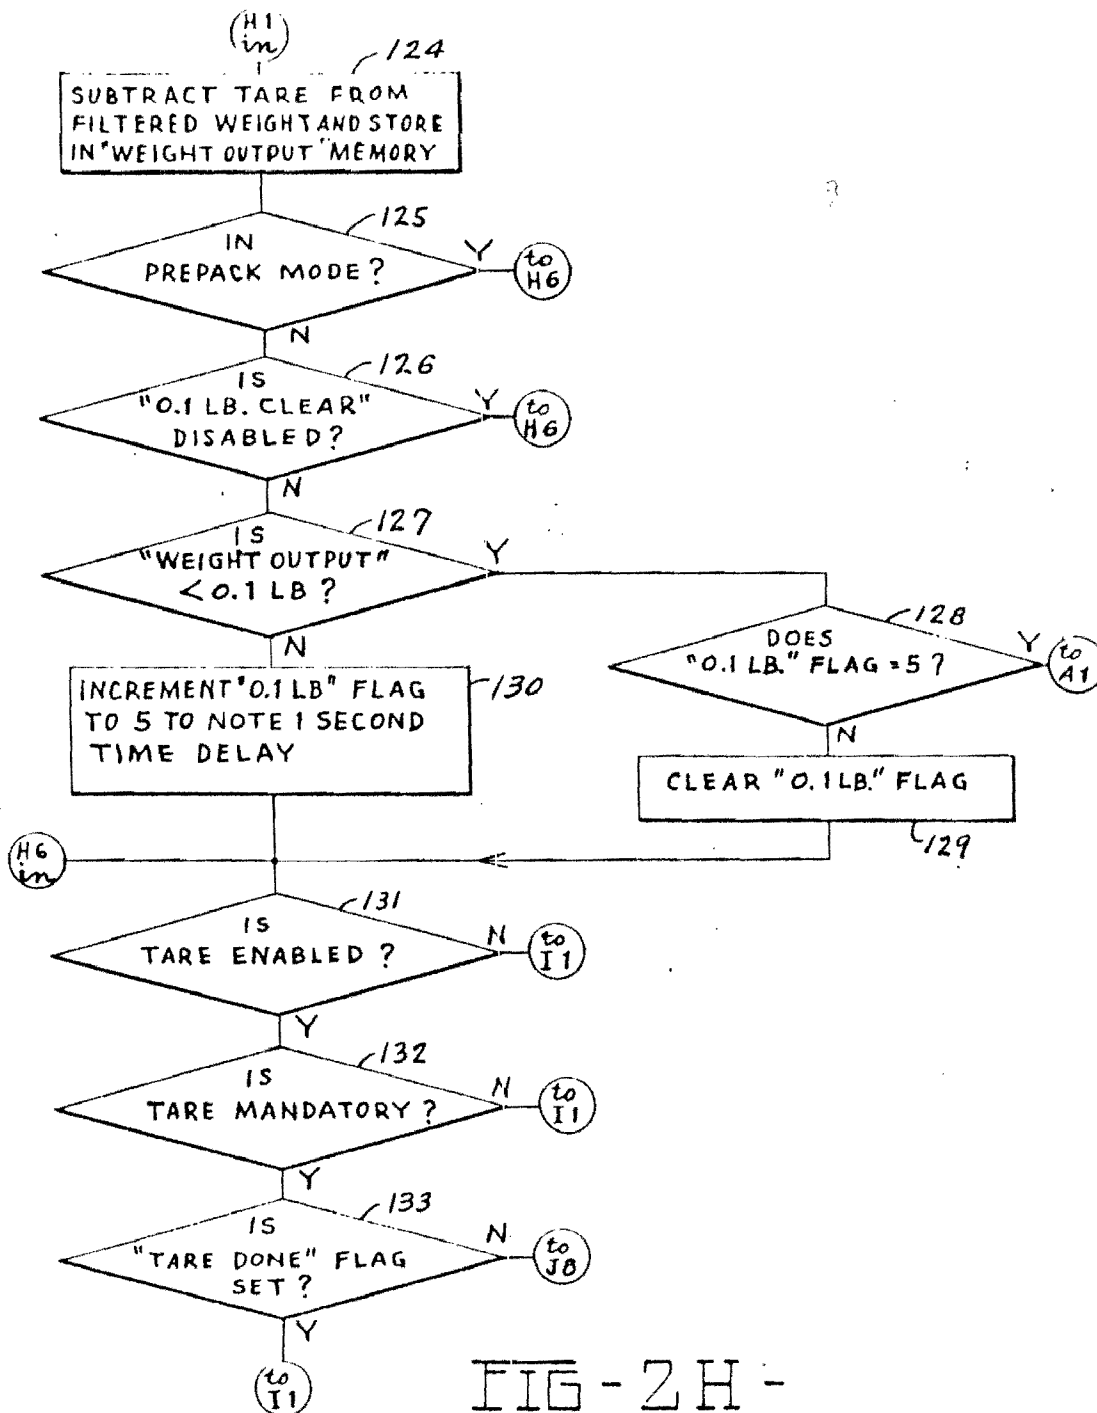 H1
in
124
SUBTRACT TARE FROM
FILTERED WEIGHT AND STORE
IN "WEIGHT OUTPUT" MEMORY
125
IN
PREPACK MODE?
Y
to
H6
N
126
IS
"0.1 LB. CLEAR"
DISABLED?
Y
to
H6
N
127
IS
"WEIGHT OUTPUT"
<0.1 LB?
Y
N
128
DOES
"0.1 LB." FLAG = 5?
Y
to
A1
N
130
INCREMENT "0.1 LB" FLAG
TO 5 TO NOTE 1 SECOND
TIME DELAY
CLEAR "0.1 LB." FLAG
129
H6
in
131
IS
TARE ENABLED?
N
to
I1
Y
132
IS
TARE MANDATORY?
N
to
I1
Y
133
IS
"TARE DONE" FLAG
SET?
N
to
J8
Y
to
I1
FIG-2H-